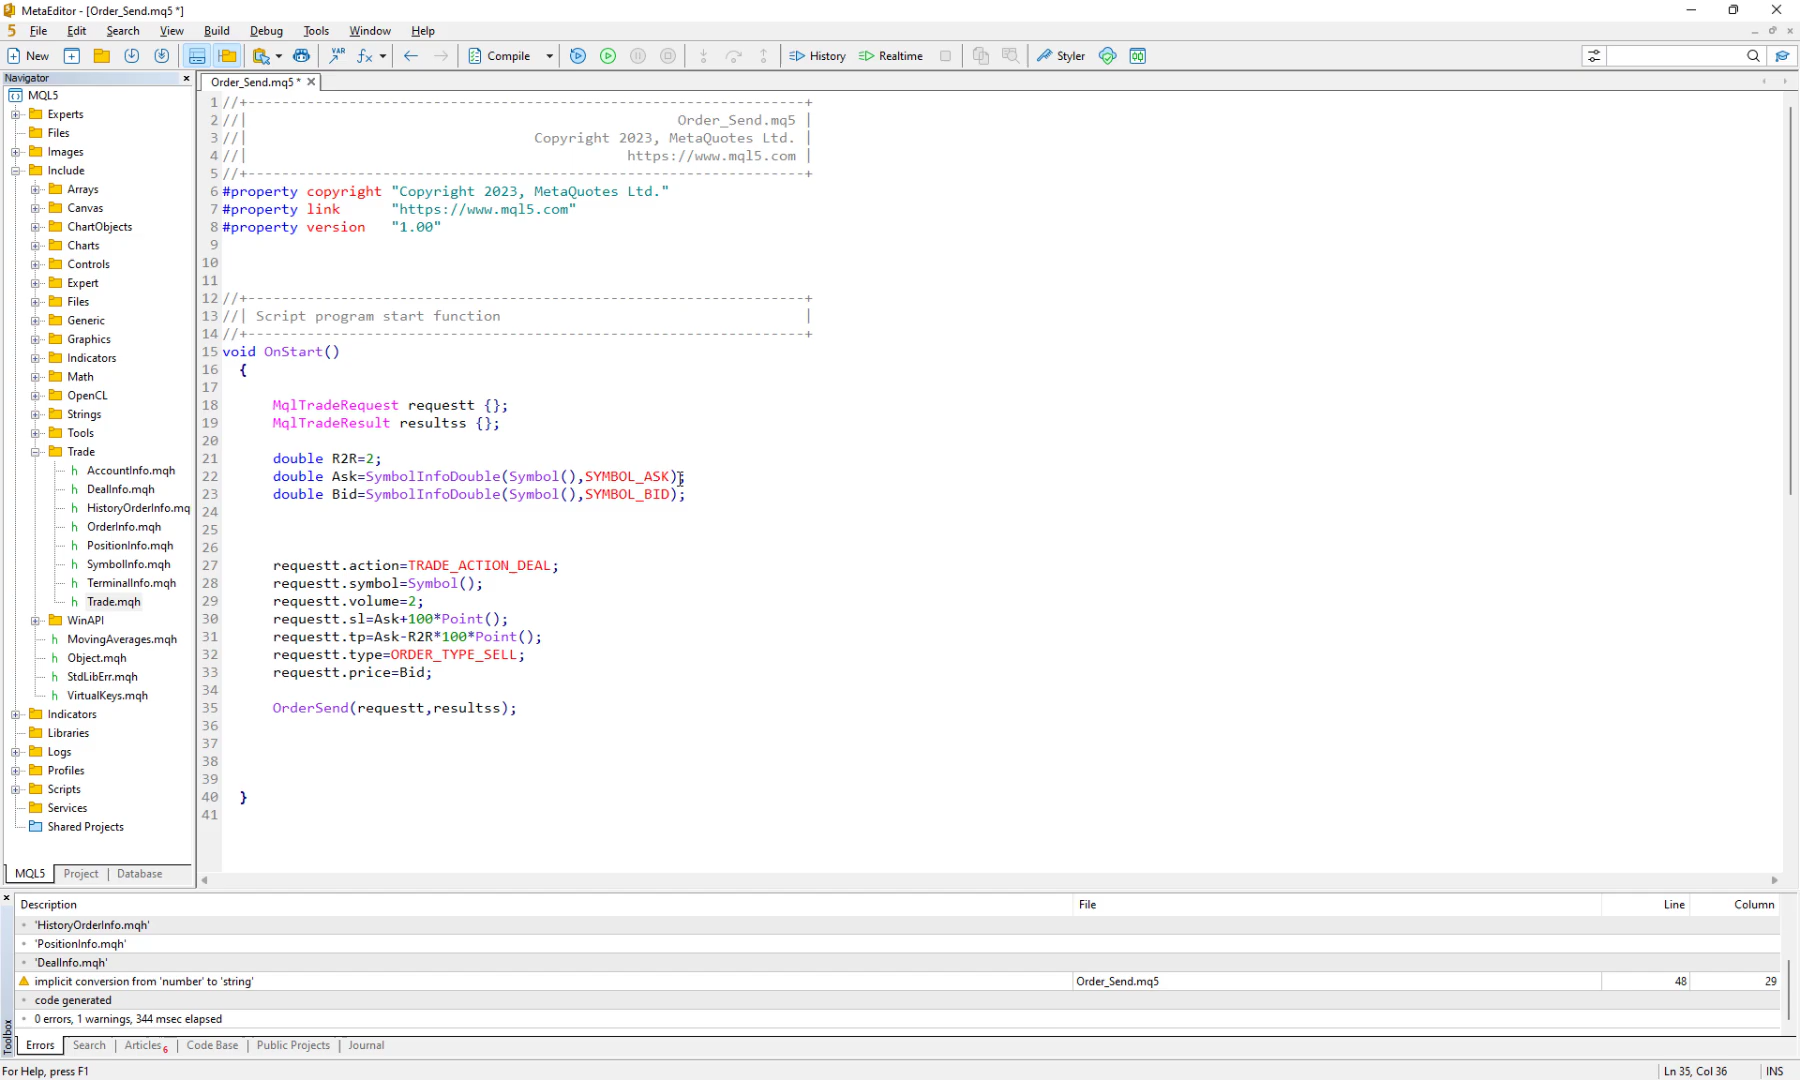 MetaEditor - [Order_Send.mq5 *]
5 File Edit Search View Build Debug Tools Window Help
New VAR fx Compile History Realtime Styler
Navigator
Order_Send.mq5 *
MQL5
Experts
Files
Images
Include
Arrays
Canvas
ChartObjects
Charts
Controls
Expert
Files
Generic
Graphics
Indicators
Math
OpenCL
Strings
Tools
Trade
h AccountInfo.mqh
h DealInfo.mqh
h HistoryOrderInfo.mq
h OrderInfo.mqh
h PositionInfo.mqh
h SymbolInfo.mqh
h TerminalInfo.mqh
h Trade.mqh
WinAPI
h MovingAverages.mqh
h Object.mqh
h StdLibErr.mqh
h VirtualKeys.mqh
Indicators
Libraries
Logs
Profiles
Scripts
Services
Shared Projects
MQL5 Project Database
1 //+------------------------------------------------------------------+
2 //| Order_Send.mq5 |
3 //| Copyright 2023, MetaQuotes Ltd. |
4 //| https://www.mql5.com |
5 //+------------------------------------------------------------------+
6 #property copyright "Copyright 2023, MetaQuotes Ltd."
7 #property link "https://www.mql5.com"
8 #property version "1.00"
9
10
11
12 //+------------------------------------------------------------------+
13 //| Script program start function |
14 //+------------------------------------------------------------------+
15 void OnStart()
16 {
17
18 MqlTradeRequest requestt {};
19 MqlTradeResult resultss {};
20
21 double R2R=2;
22 double Ask=SymbolInfoDouble(Symbol(),SYMBOL_ASK);
23 double Bid=SymbolInfoDouble(Symbol(),SYMBOL_BID);
24
25
26
27 requestt.action=TRADE_ACTION_DEAL;
28 requestt.symbol=Symbol();
29 requestt.volume=2;
30 requestt.sl=Ask+100*Point();
31 requestt.tp=Ask-R2R*100*Point();
32 requestt.type=ORDER_TYPE_SELL;
33 requestt.price=Bid;
34
35 OrderSend(requestt,resultss);
36
37
38
39
40 }
41
Description File Line Column
'HistoryOrderInfo.mqh'
'PositionInfo.mqh'
'DealInfo.mqh'
implicit conversion from 'number' to 'string' Order_Send.mq5 48 29
code generated
0 errors, 1 warnings, 344 msec elapsed
Toolbox
Errors Search Articles 6 Code Base Public Projects Journal
For Help, press F1 Ln 35, Col 36 INS